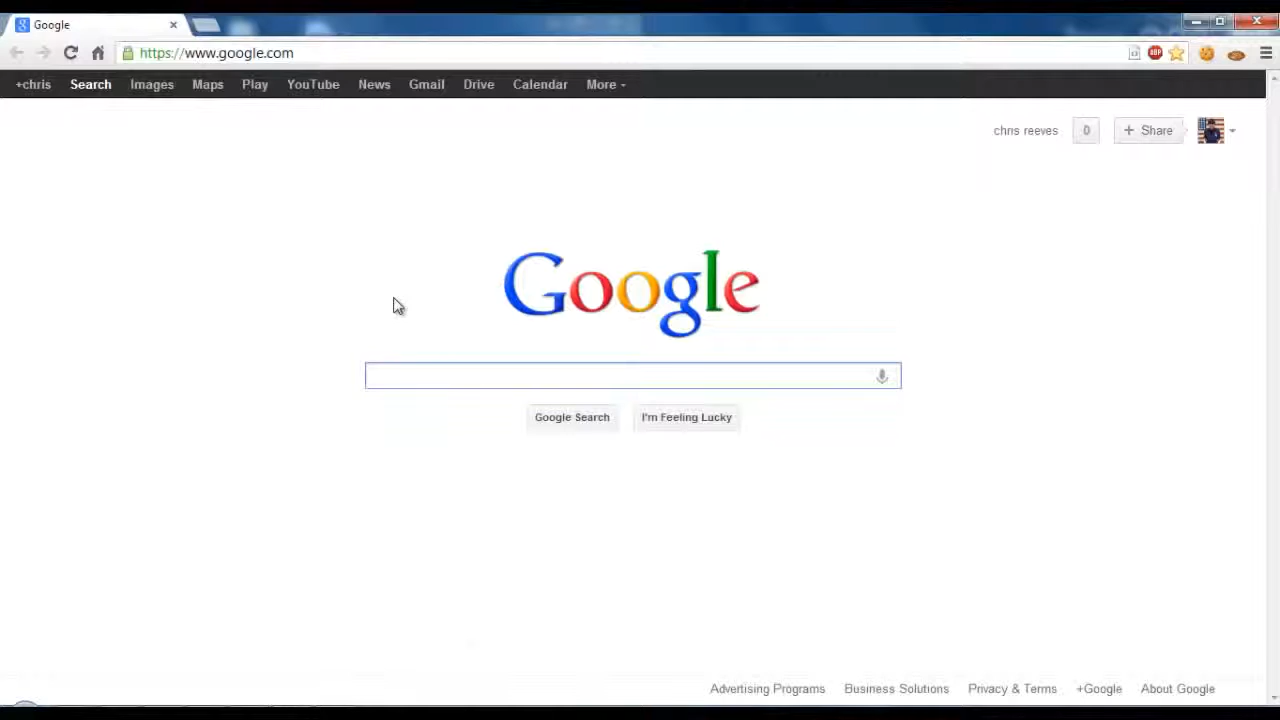 Google
https://www.google.com
ABP
+chris Search Images Maps Play YouTube News Gmail Drive Calendar More
chris reeves 0 + Share
Google
Google Search I'm Feeling Lucky
Advertising Programs Business Solutions Privacy & Terms +Google About Google